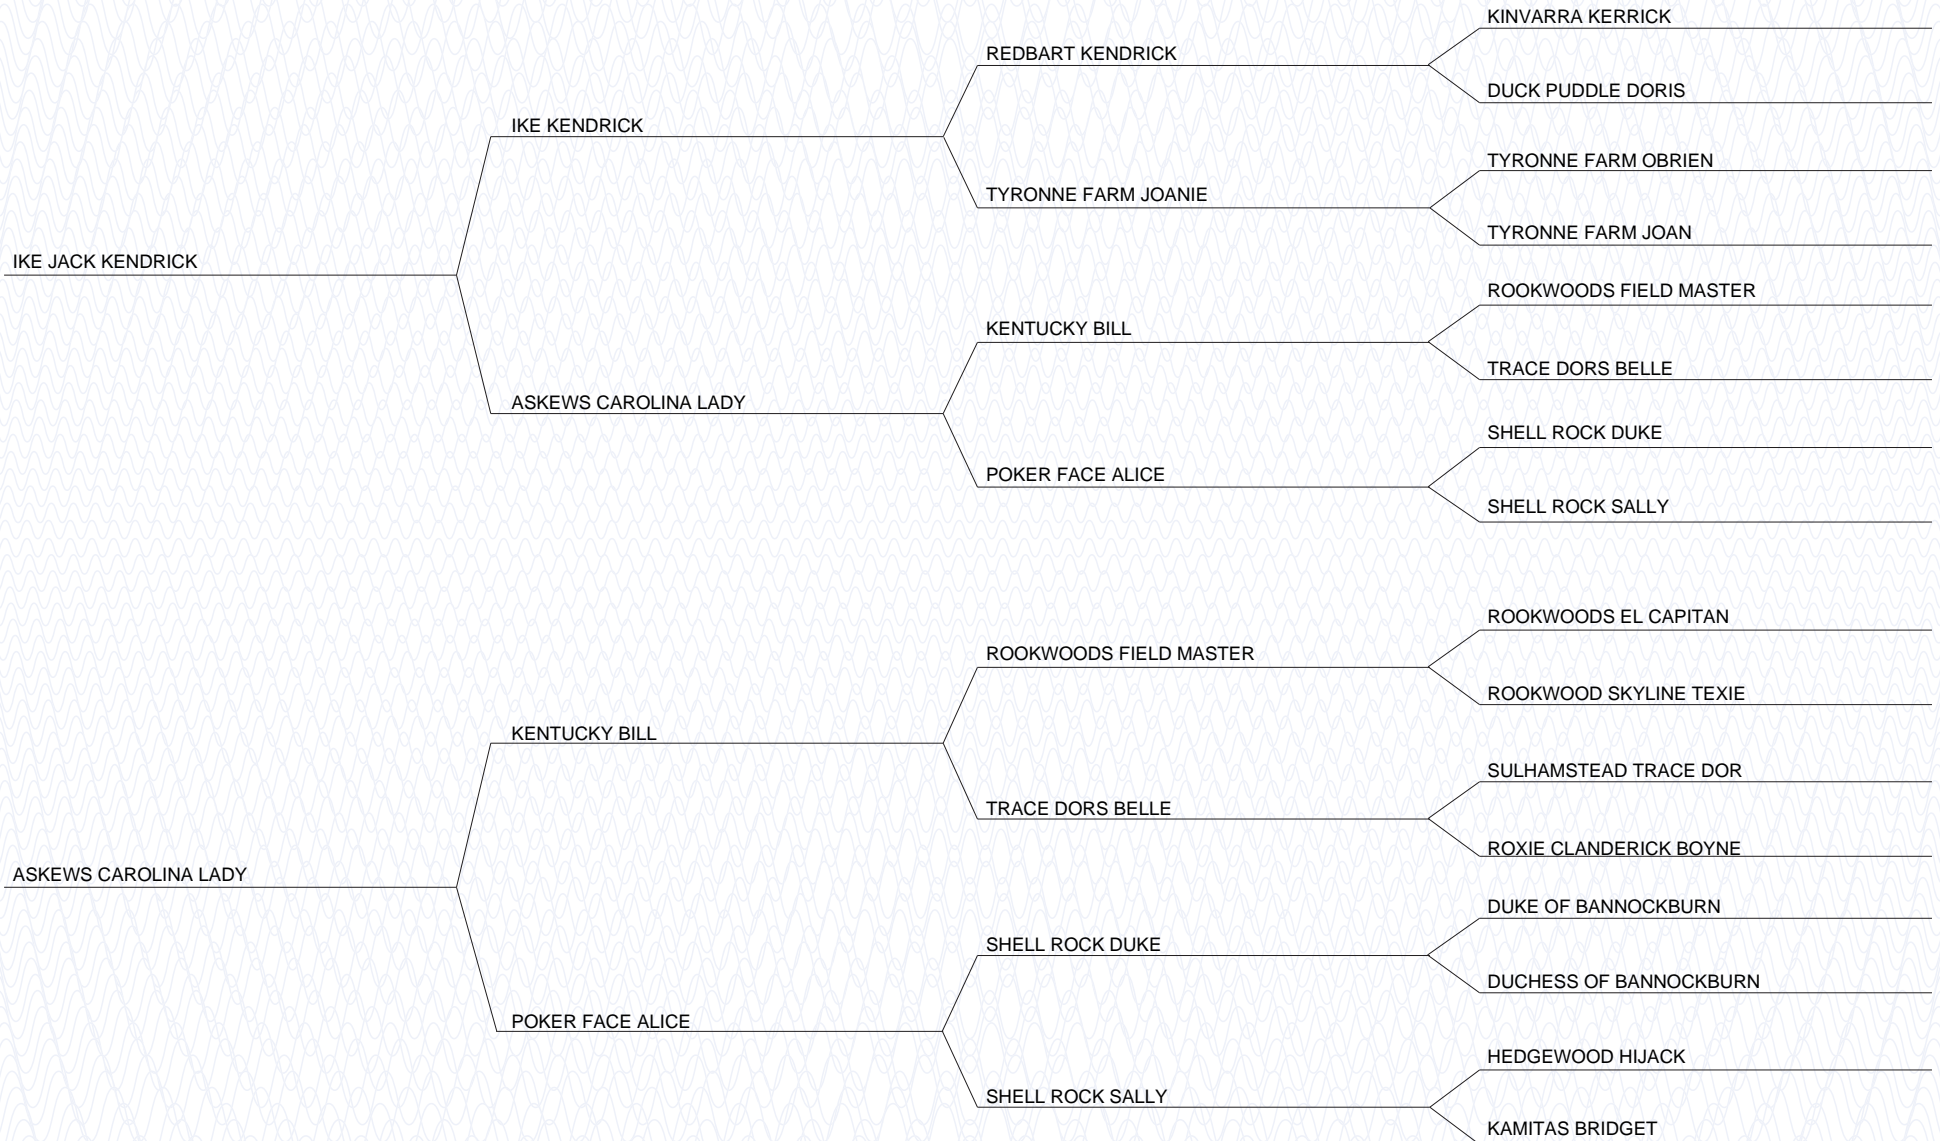 KINVARRA KERRICK
REDBART KENDRICK
DUCK PUDDLE DORIS
IKE KENDRICK
TYRONNE FARM OBRIEN
TYRONNE FARM JOANIE
TYRONNE FARM JOAN
IKE JACK KENDRICK
ROOKWOODS FIELD MASTER
KENTUCKY BILL
TRACE DORS BELLE
ASKEWS CAROLINA LADY
SHELL ROCK DUKE
POKER FACE ALICE
SHELL ROCK SALLY
ROOKWOODS EL CAPITAN
ROOKWOODS FIELD MASTER
ROOKWOOD SKYLINE TEXIE
KENTUCKY BILL
SULHAMSTEAD TRACE DOR
TRACE DORS BELLE
ROXIE CLANDERICK BOYNE
ASKEWS CAROLINA LADY
DUKE OF BANNOCKBURN
SHELL ROCK DUKE
DUCHESS OF BANNOCKBURN
POKER FACE ALICE
HEDGEWOOD HIJACK
SHELL ROCK SALLY
KAMITAS BRIDGET